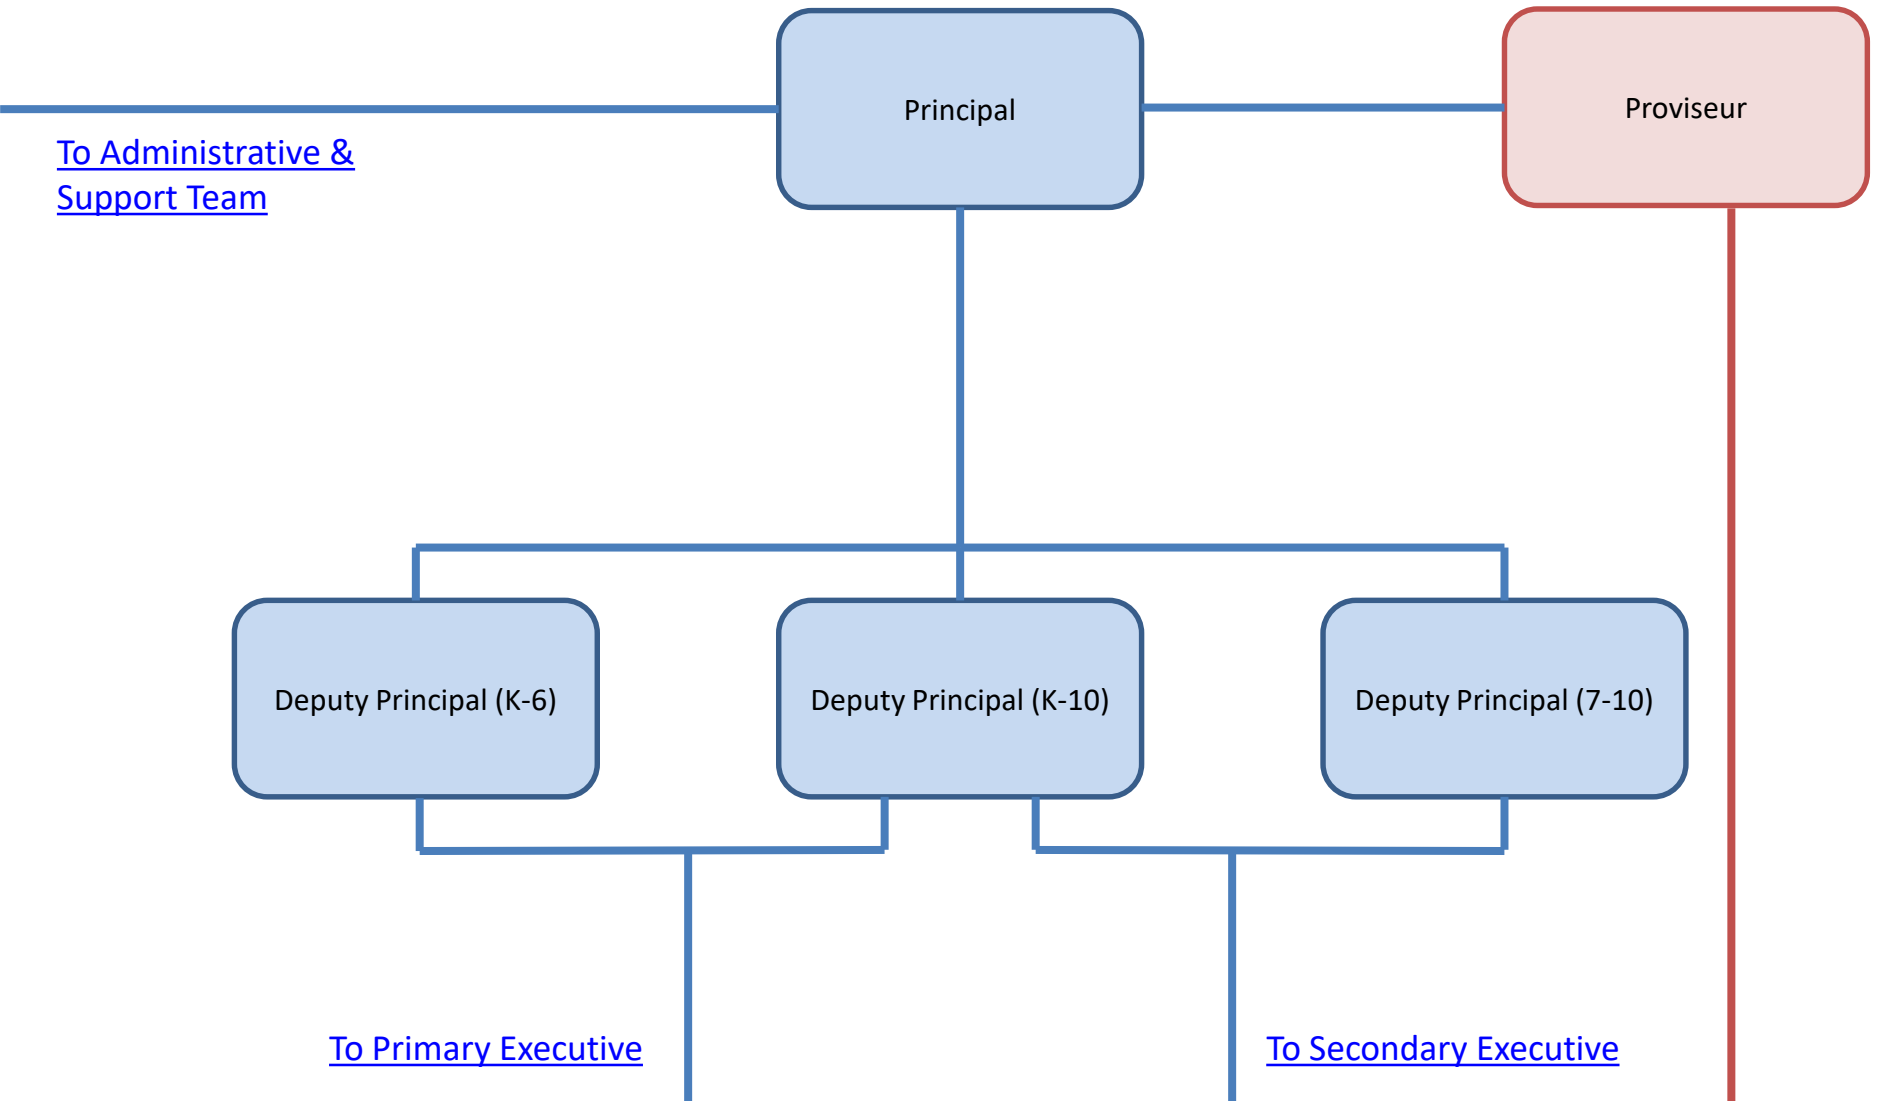 Principal
Proviseur
To Administrative &
Support Team
Deputy Principal (K-6)
Deputy Principal (K-10)
Deputy Principal (7-10)
To Primary Executive
To Secondary Executive